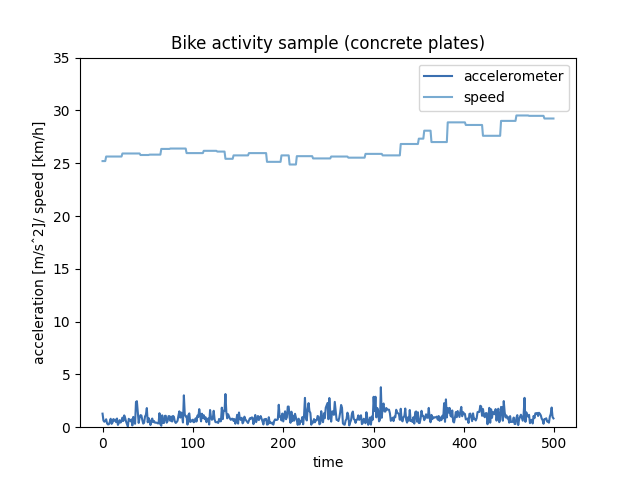 Bike activity sample (concrete plates)
accelerometer
speed
acceleration [m/sˆ2]/ speed [km/h]
35
30
25
20
15
10
5
0
0 100 200 300 400 500
time